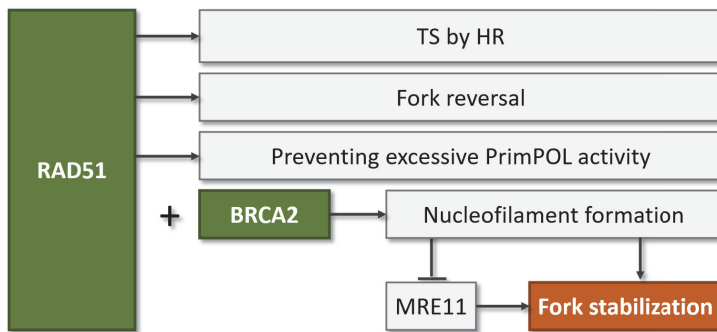 TS by HR
Fork reversal
Preventing excessive PrimPOL activity
RAD51
+
BRCA2
Nucleofilament formation
MRE11
Fork stabilization